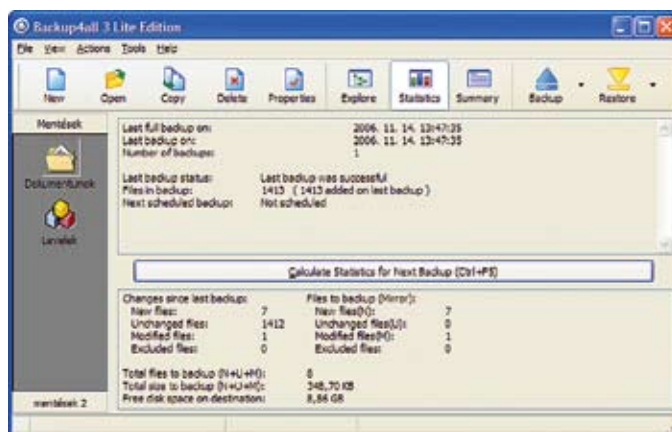 Backup4all 3 Lite Edition
File View Actions Tools Help
New Open Copy Delete Properties Explore Statistics Summary Backup Restore
Mentések
Dokumentumok
Levelek
mentések 2
Last full backup on: 2006. 11. 14. 13:47:35
Last backup on: 2006. 11. 14. 13:47:35
Number of backups: 1
Last backup status: Last backup was successful
Files in backup: 1413 ( 1413 added on last backup )
Next scheduled backup: Not scheduled
Calculate Statistics for Next Backup (Ctrl+F5)
Changes since last backup: Files to backup (Mirror):
New files: 7 New files(N): 7
Unchanged files: 1412 Unchanged files(U): 0
Modified files: 1 Modified files(M): 1
Excluded files: 0 Excluded files: 0
Total files to backup (N+U+M): 8
Total size to backup (N+U+M): 348,70 KB
Free disk space on destination: 8,86 GB